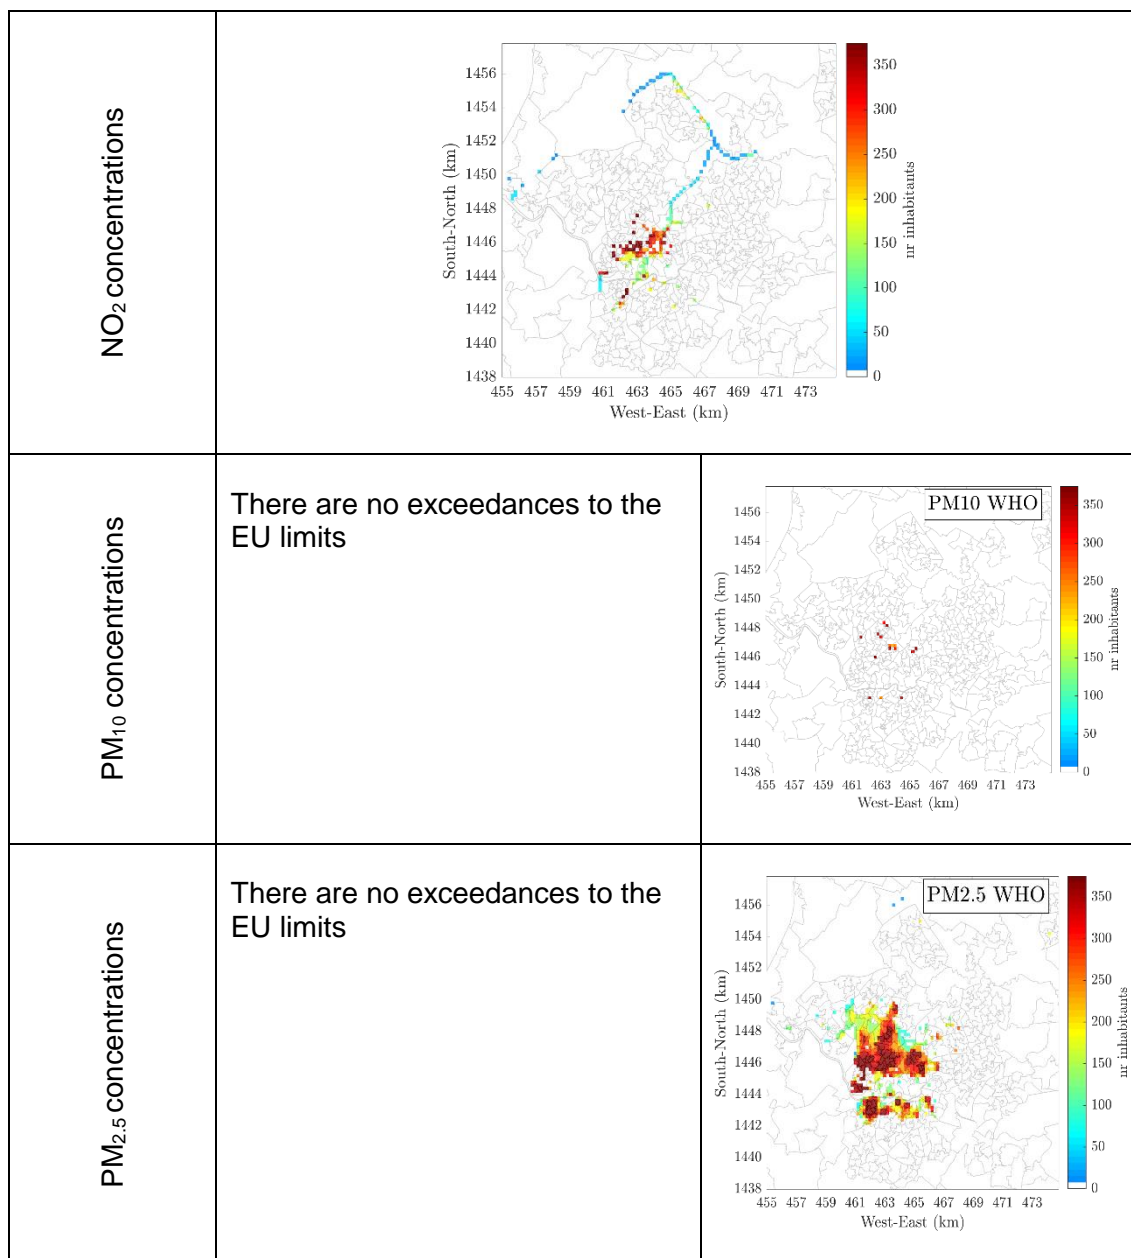 NO2 concentrations
1456
1454
1452
1450
1448
1446
1444
1442
1440
1438
South-North (km)
455 457 459 461 463 465 467 469 471 473
West-East (km)
350
300
250
200
150
100
50
0
nr inhabitants
PM10 concentrations
There are no exceedances to the
EU limits
PM10 WHO
1456
1454
1452
1450
1448
1446
1444
1442
1440
1438
South-North (km)
455 457 459 461 463 465 467 469 471 473
West-East (km)
350
300
250
200
150
100
50
0
nr inhabitants
PM2.5 concentrations
There are no exceedances to the
EU limits
PM2.5 WHO
1456
1454
1452
1450
1448
1446
1444
1442
1440
1438
South-North (km)
455 457 459 461 463 465 467 469 471 473
West-East (km)
350
300
250
200
150
100
50
0
nr inhabitants